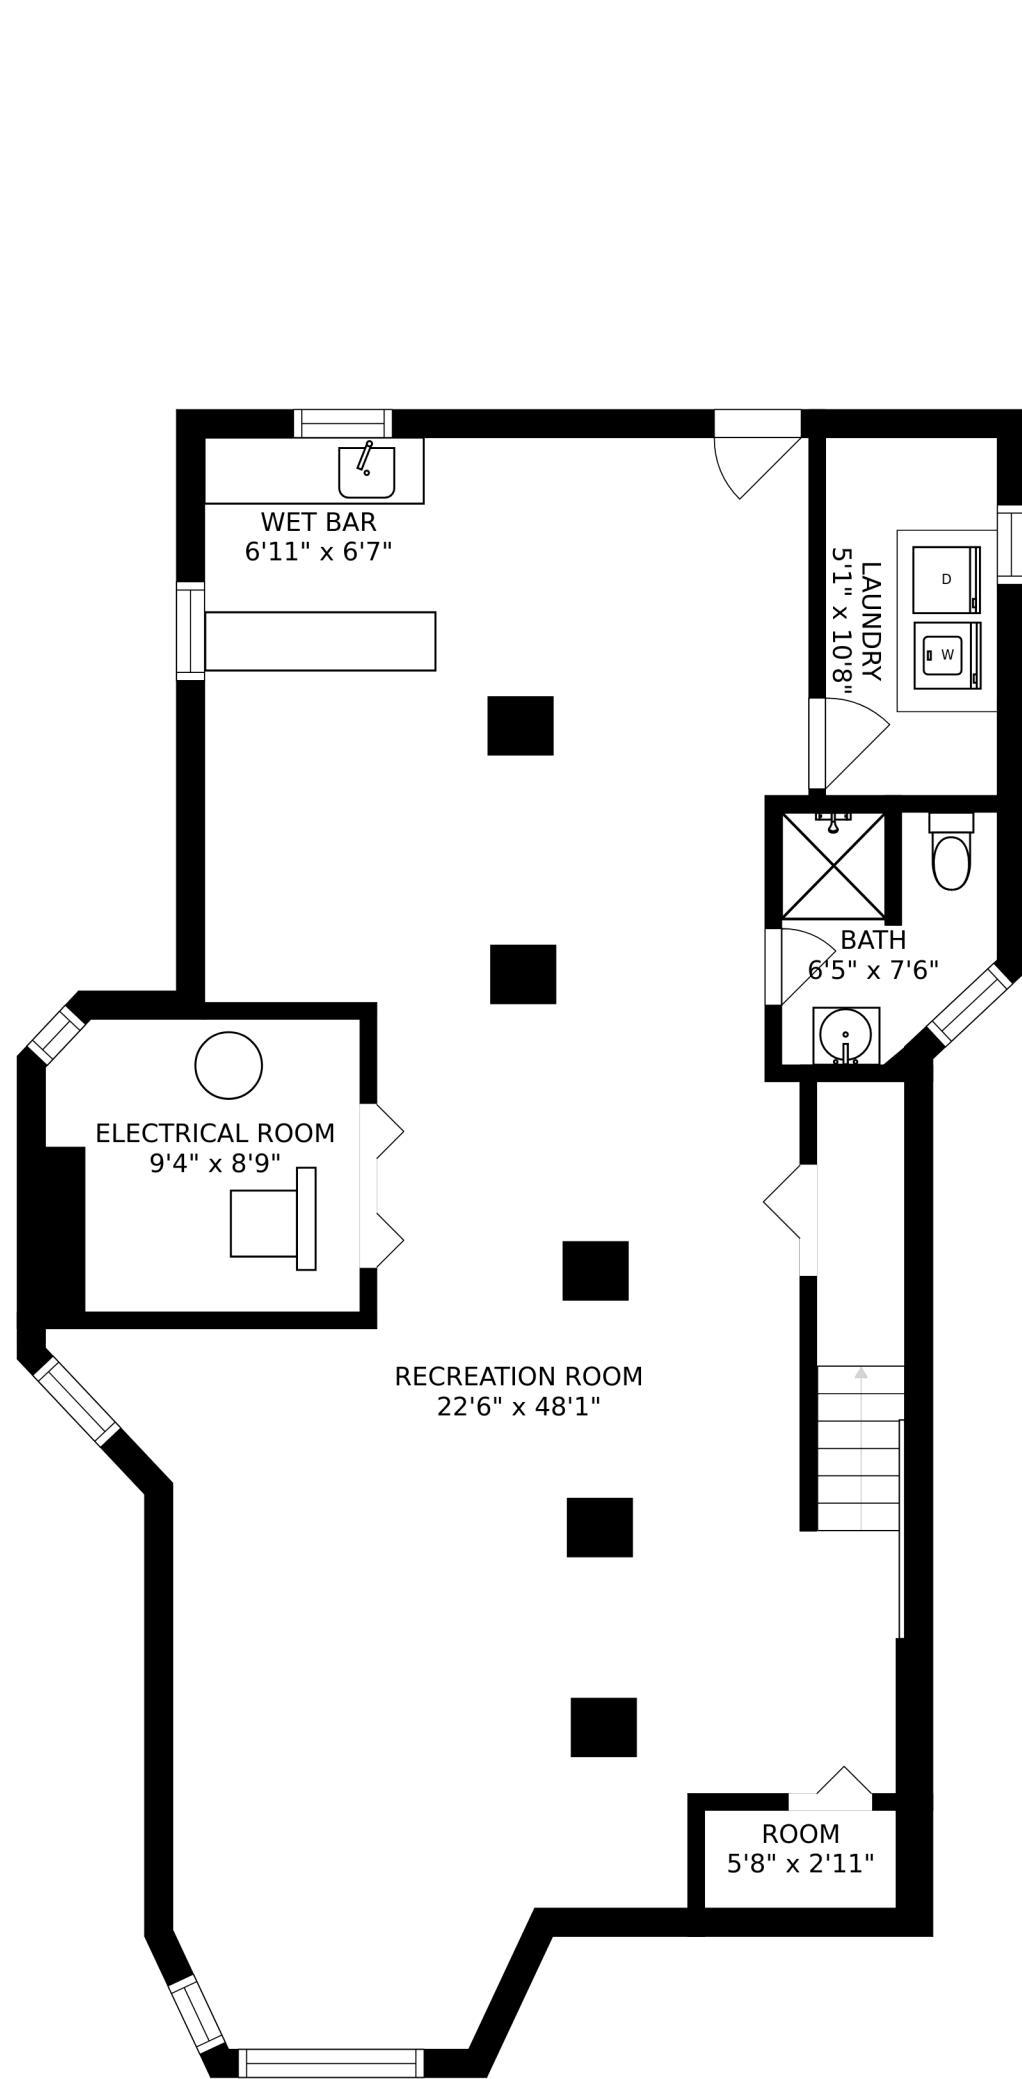 WET BAR
6'11" x 6'7"
LAUNDRY
5'1" x 10'8"
D
W
BATH
6'5" x 7'6"
ELECTRICAL ROOM
9'4" x 8'9"
RECREATION ROOM
22'6" x 48'1"
ROOM
5'8" x 2'11"